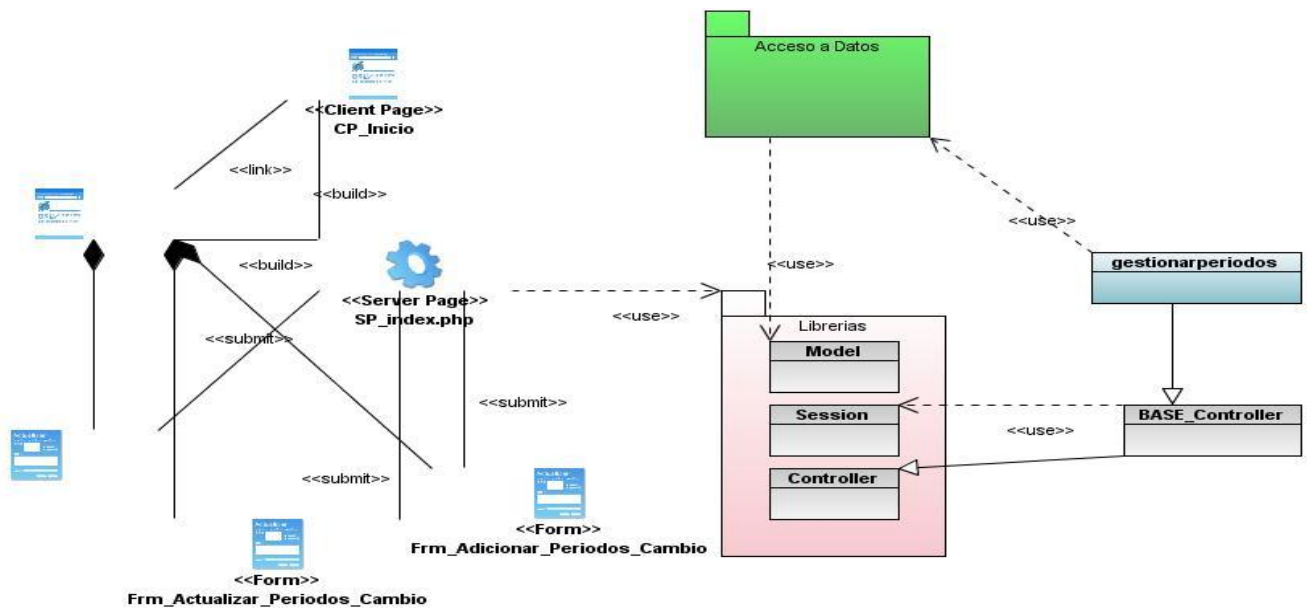 Acceso a Datos
<<Client Page>>
CP_Inicio
<<link>>
<<build>>
<<use>>
<<build>>
<<use>>
gestionarperiodos
<<Server Page>>
SP_index.php
<<use>>
<<submit>>
Librerias
Model
Session
Controller
BASE_Controller
<<use>>
<<submit>>
<<submit>>
<<Form>>
Frm_Adicionar_Periodos_Cambio
<<Form>>
Frm_Actualizar_Periodos_Cambio